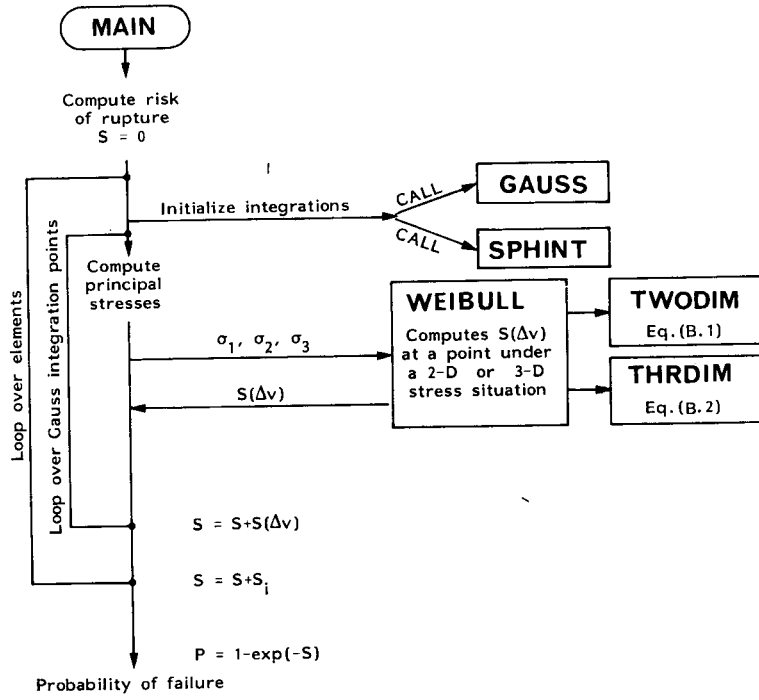 MAIN
Compute risk
of rupture
S = 0
Initialize integrations
CALL
GAUSS
CALL
SPHINT
Loop over elements
Loop over Gauss integration points
Compute
principal
stresses
σ1, σ2, σ3
S(Δv)
WEIBULL
Computes S(Δv)
at a point under
a 2-D or 3-D
stress situation
TWODIM
Eq.(B.1)
THRDIM
Eq.(B.2)
S = S+S(Δv)
S = S+Si
P = 1-exp(-S)
Probability of failure